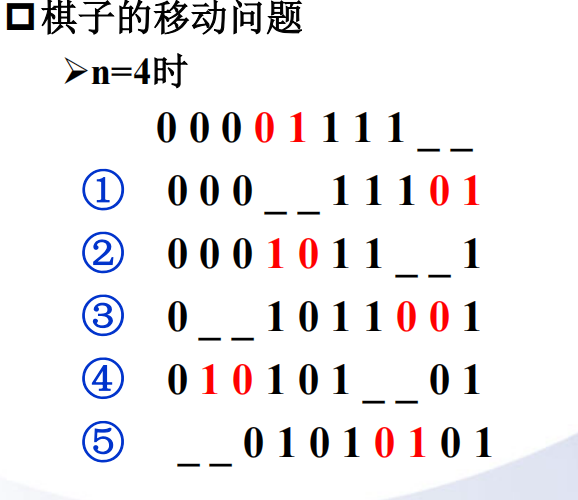 棋子的移动问题
➢n=4时
0 0 0 0 1 1 1 1 _ _
① 0 0 0 _ _ 1 1 1 0 1
② 0 0 0 1 0 1 1 _ _ 1
③ 0 _ _ 1 0 1 1 0 0 1
④ 0 1 0 1 0 1 _ _ 0 1
⑤ _ _ 0 1 0 1 0 1 0 1